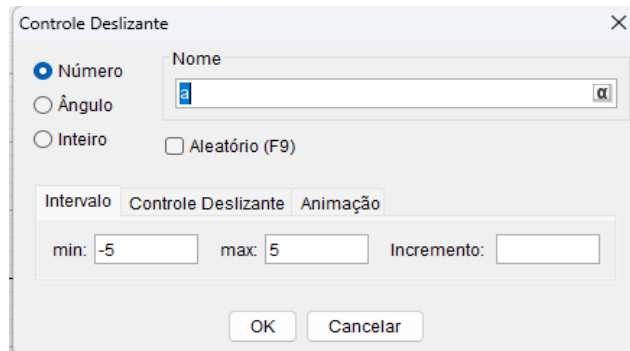 Controle Deslizante
Número
Nome
a
α
Ângulo
Inteiro
Aleatório (F9)
Intervalo Controle Deslizante Animação
min: -5 max: 5 Incremento:
OK Cancelar